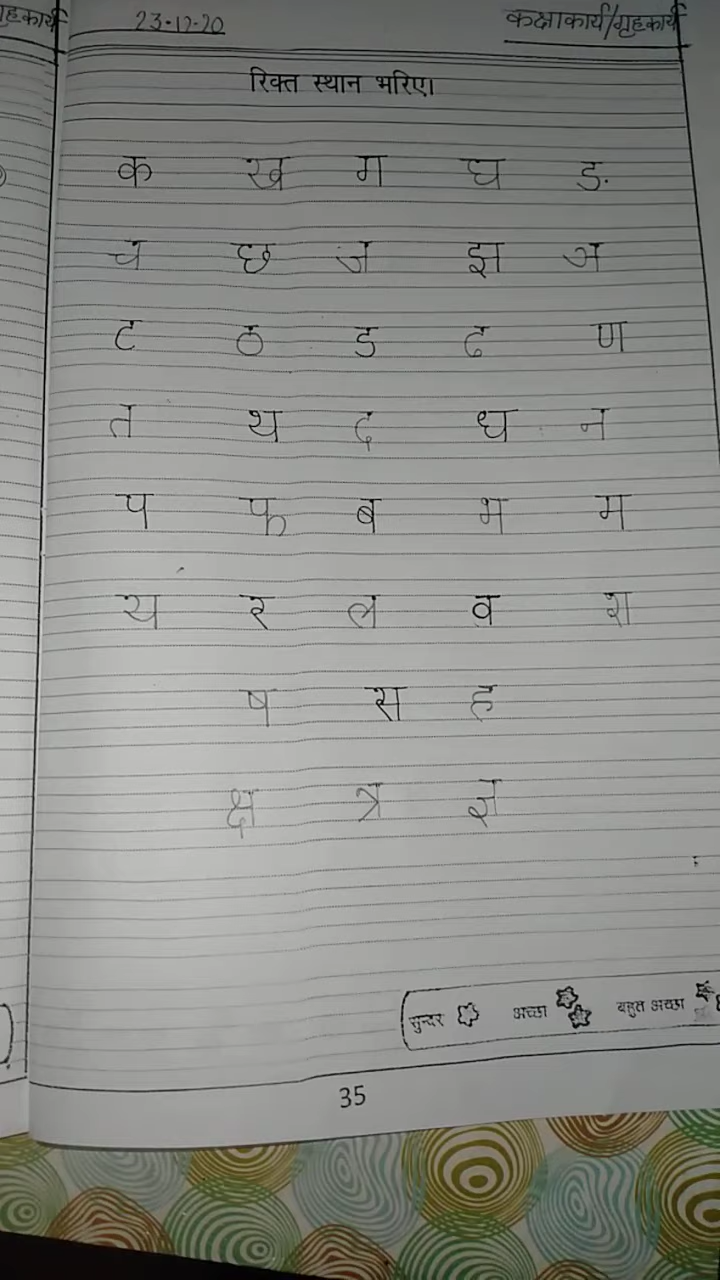 गृहकार्य 23-12-20 कक्षाकार्य/गृहकार्य
रिक्त स्थान भरिए।
क ख ग घ ङ
च छ ज झ ञ
ट ठ ड ढ ण
त थ द ध न
प फ ब भ म
य र ल व श
ष स ह
क्ष त्र ज्ञ
सुन्दर अच्छा बहुत अच्छा
35